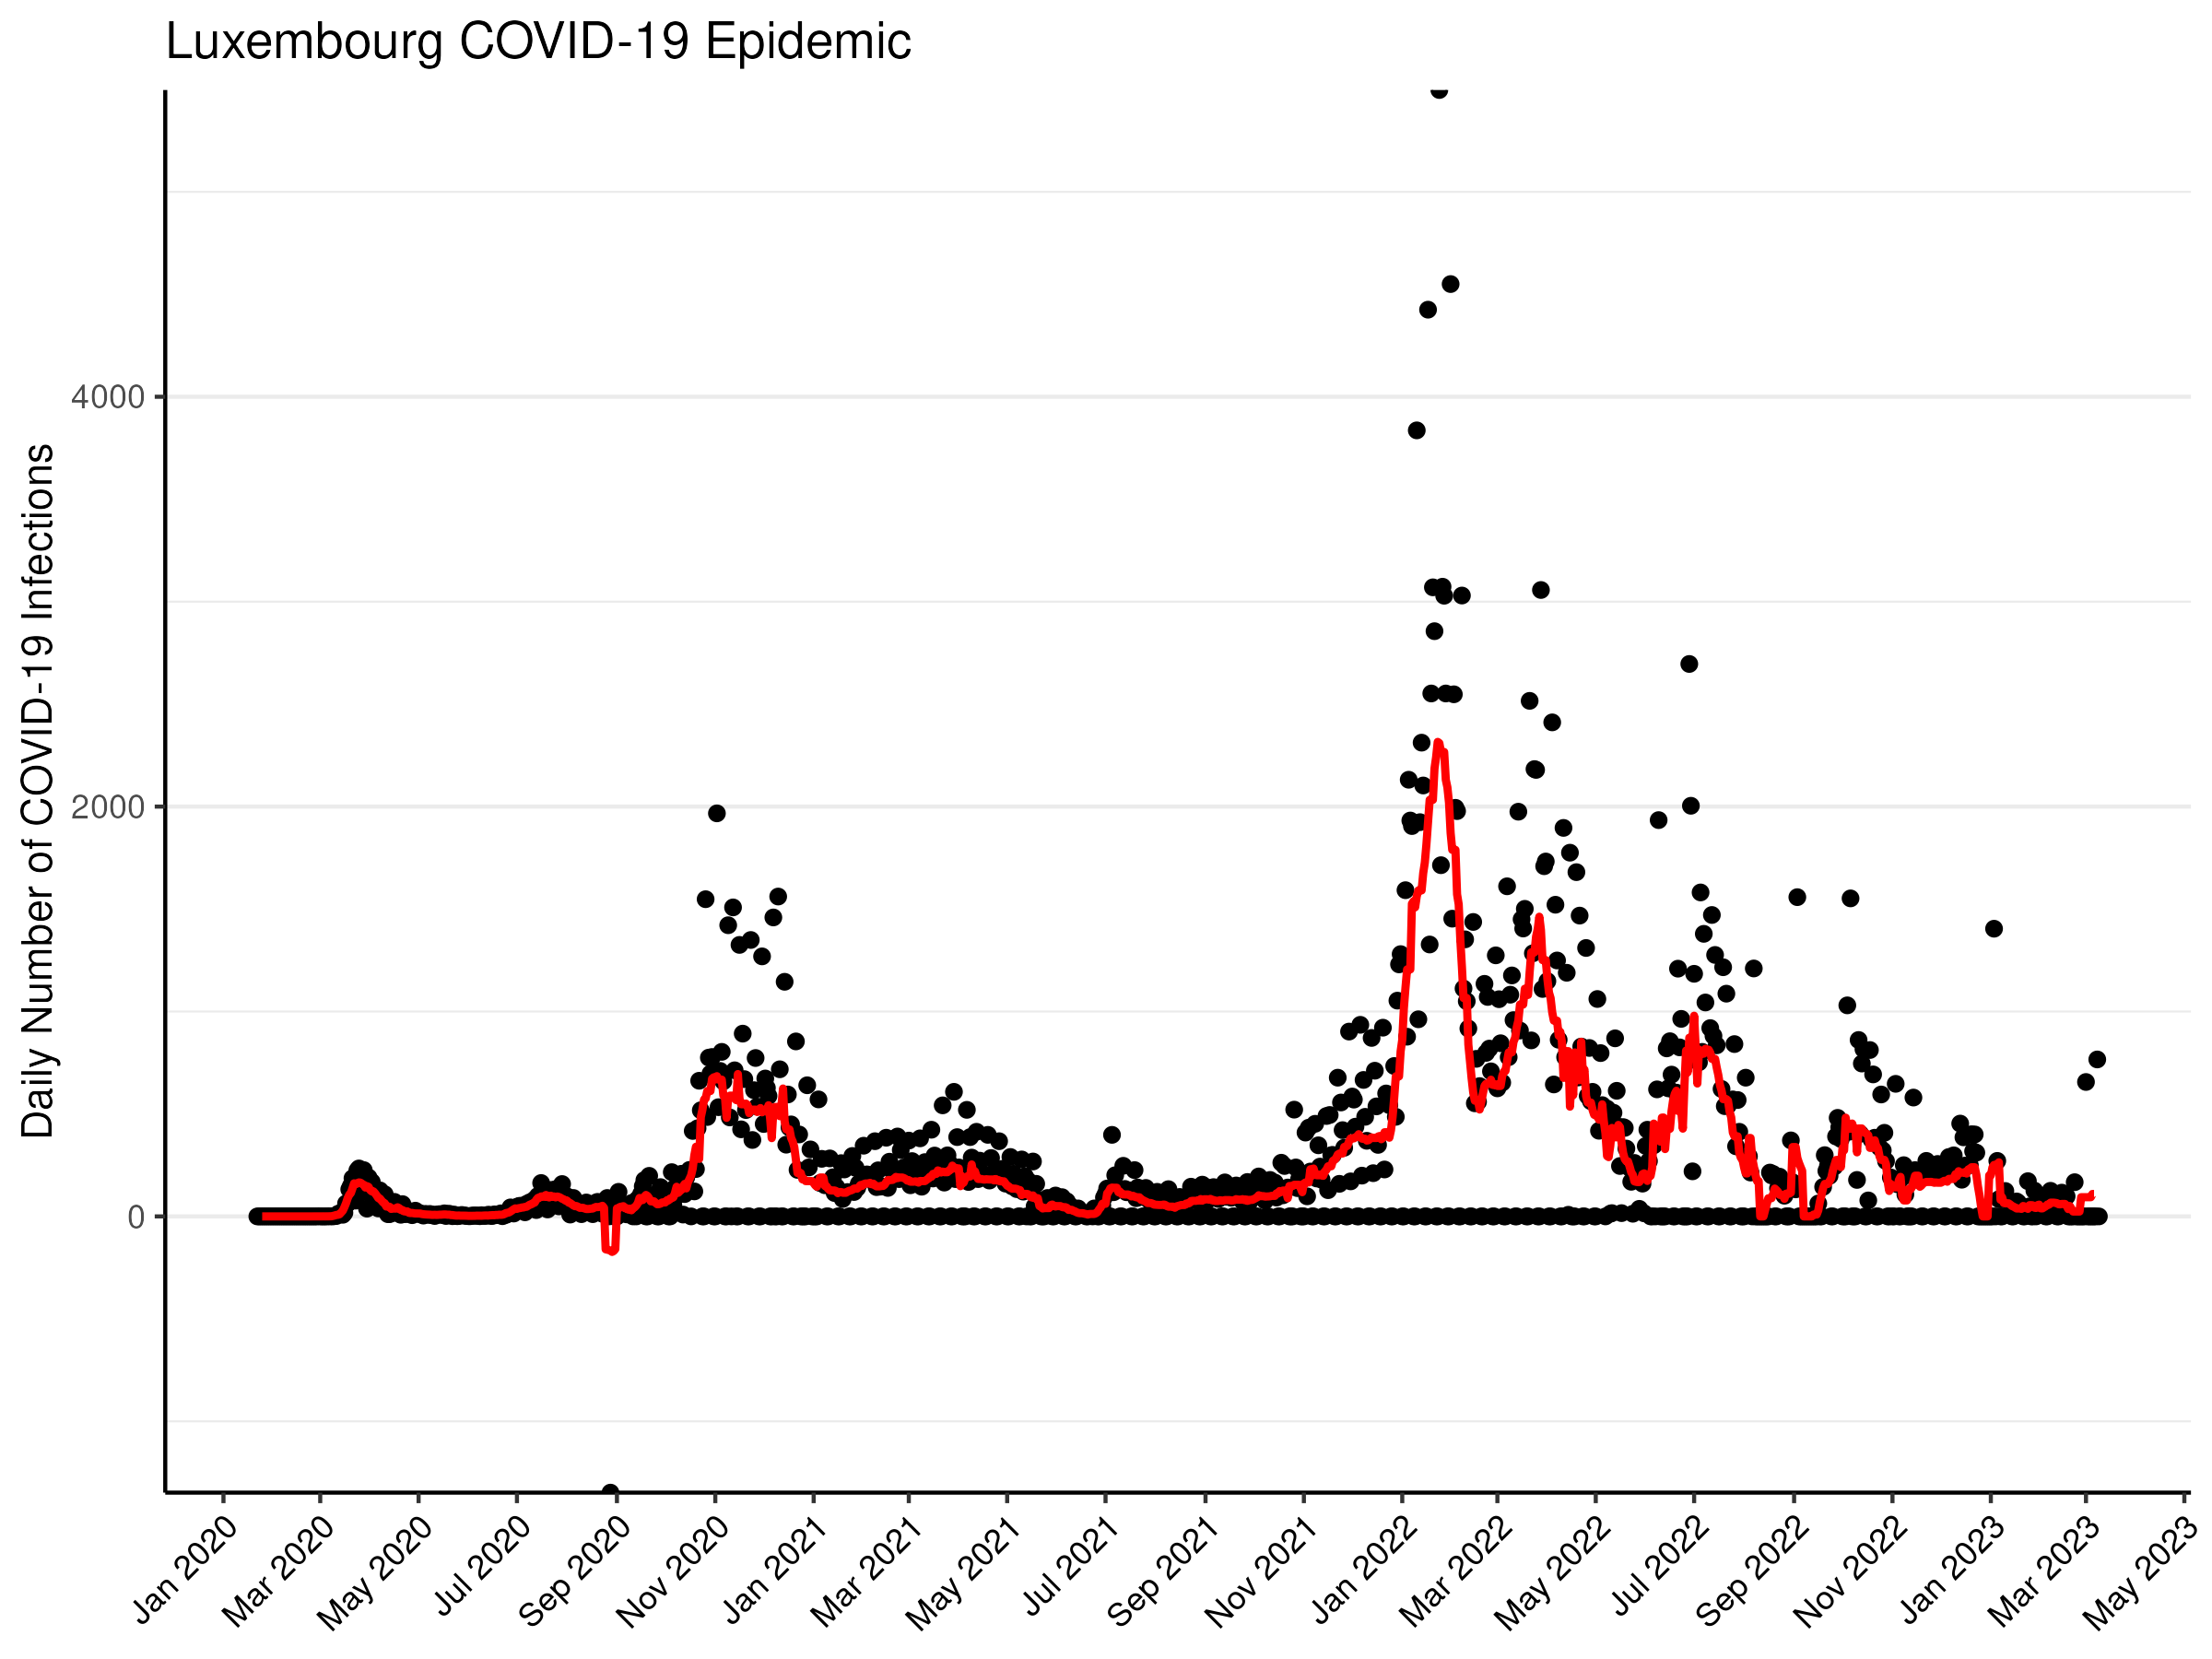 Luxembourg COVID-19 Epidemic
Daily Number of COVID-19 Infections
4000
2000
0
Jan 2020
Mar 2020
May 2020
Jul 2020
Sep 2020
Nov 2020
Jan 2021
Mar 2021
May 2021
Jul 2021
Sep 2021
Nov 2021
Jan 2022
Mar 2022
May 2022
Jul 2022
Sep 2022
Nov 2022
Jan 2023
Mar 2023
May 2023